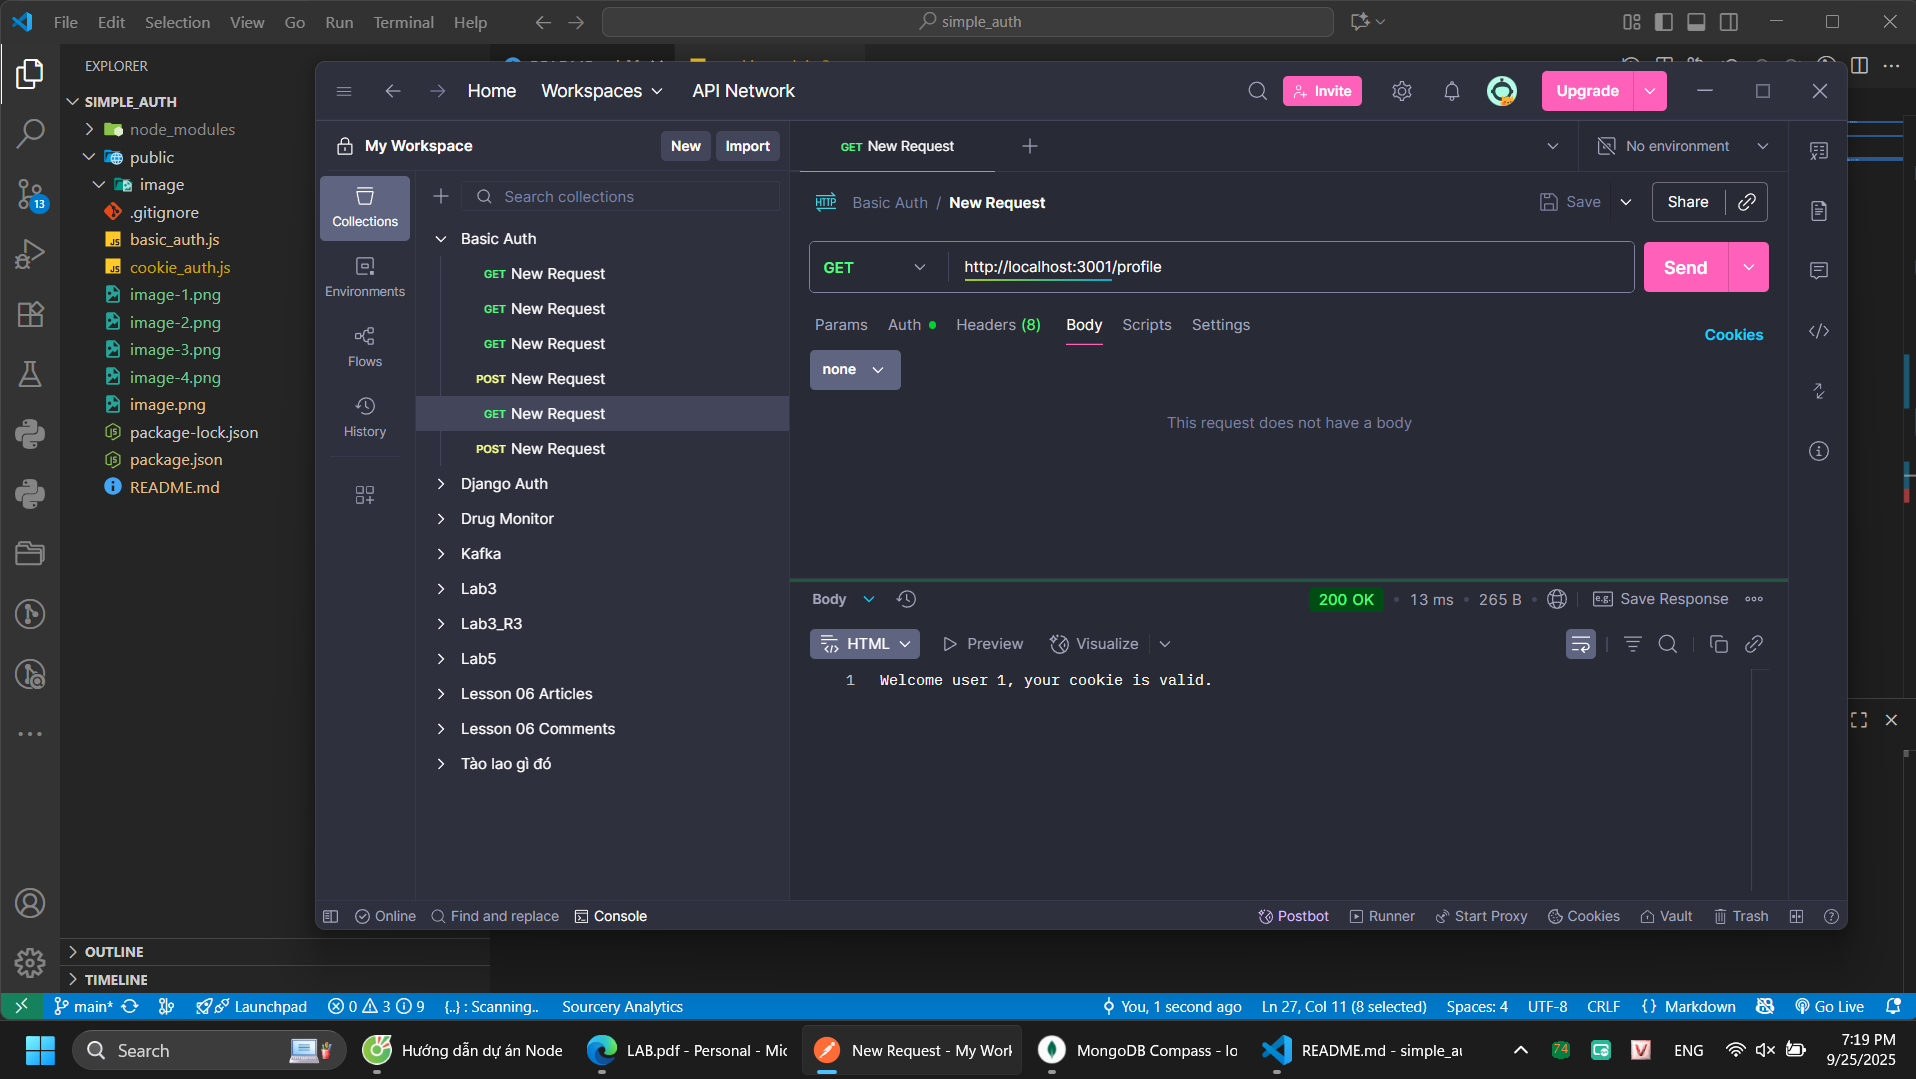 File Edit Selection View Go Run Terminal Help
simple_auth
EXPLORER
SIMPLE_AUTH
node_modules
public
image
.gitignore
basic_auth.js
cookie_auth.js
image-1.png
image-2.png
image-3.png
image-4.png
image.png
package-lock.json
package.json
README.md
13
OUTLINE
TIMELINE
Home Workspaces API Network
Invite
Upgrade
My Workspace
New Import
GET New Request
No environment
Collections
Environments
Flows
History
Search collections
Basic Auth
GET New Request
GET New Request
GET New Request
POST New Request
GET New Request
POST New Request
Django Auth
Drug Monitor
Kafka
Lab3
Lab3_R3
Lab5
Lesson 06 Articles
Lesson 06 Comments
Tào lao gì đó
HTTP Basic Auth / New Request
Save Share
GET http://localhost:3001/profile
Send
Params Auth Headers (8) Body Scripts Settings
Cookies
none
This request does not have a body
Body
200 OK • 13 ms • 265 B • e.g. Save Response
HTML Preview Visualize
1 Welcome user 1, your cookie is valid.
Online Find and replace Console
Postbot Runner Start Proxy Cookies Vault Trash
main* Launchpad 0 3 9 {..} : Scanning.. Sourcery Analytics
You, 1 second ago Ln 27, Col 11 (8 selected) Spaces: 4 UTF-8 CRLF {} Markdown Go Live
Search
Hướng dẫn dự án Node
LAB.pdf - Personal - Mic
New Request - My Work
MongoDB Compass - lo
README.md - simple_au
74
ENG
7:19 PM
9/25/2025